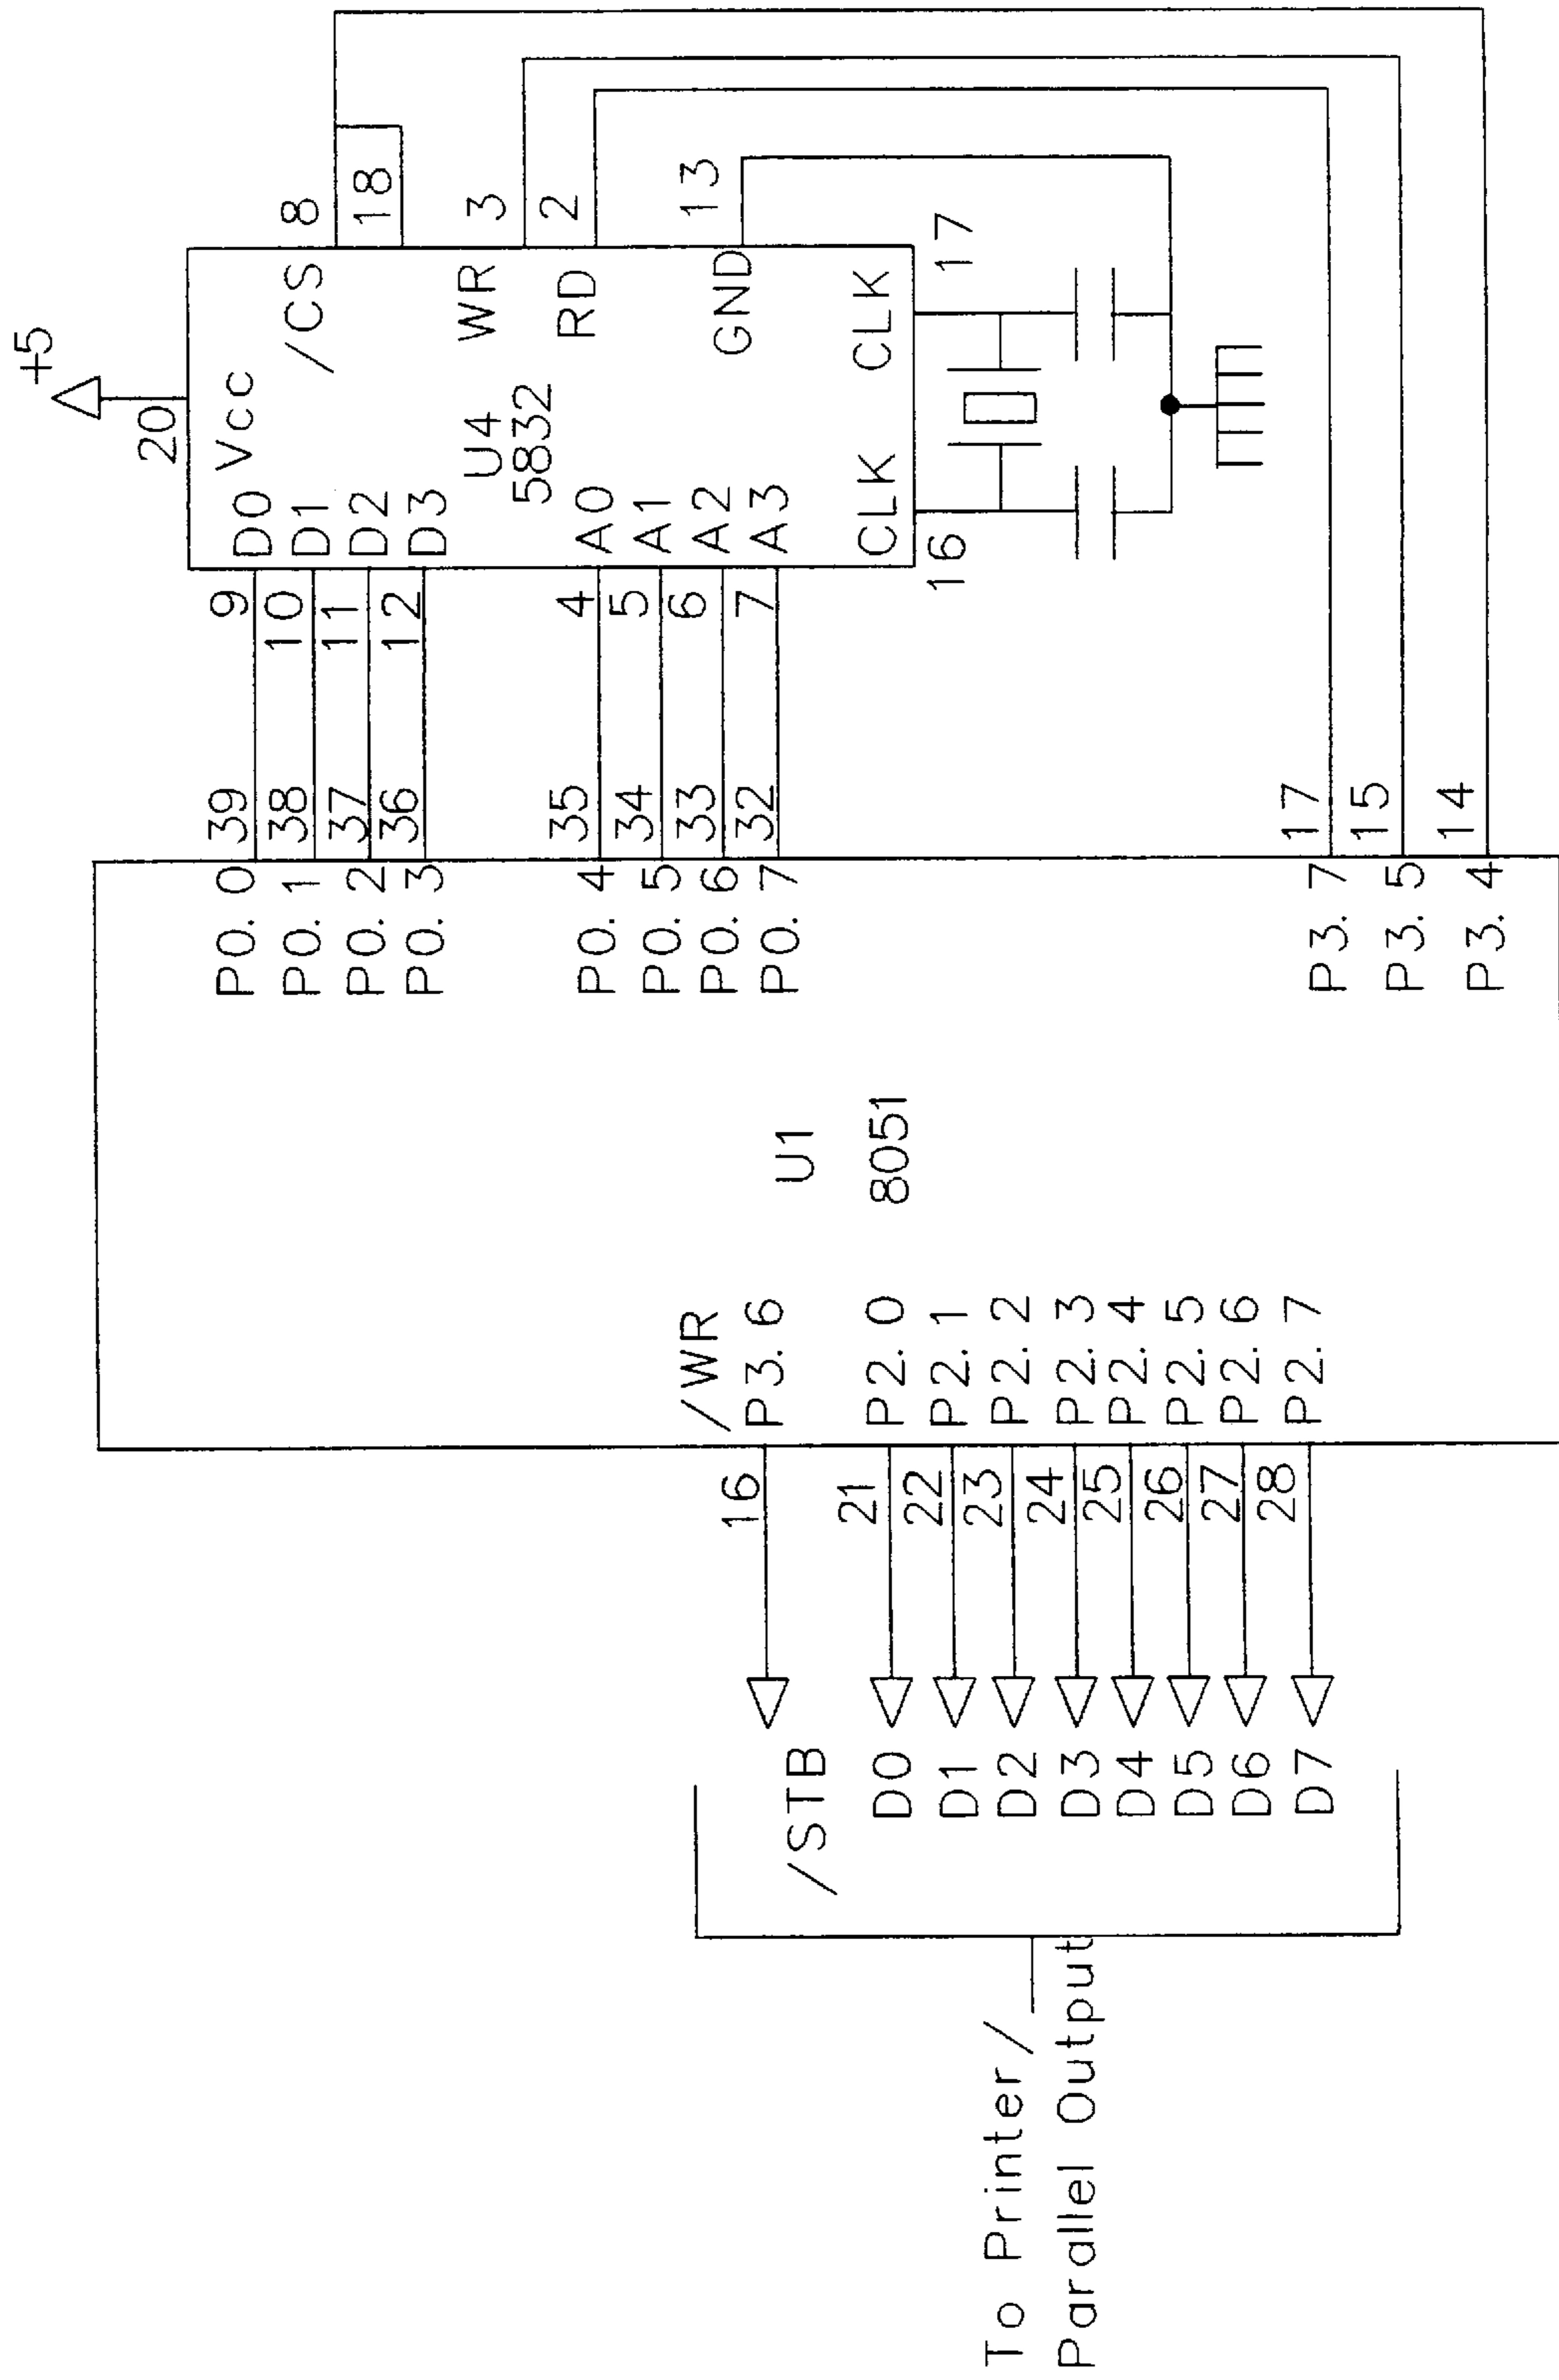 +5
20
Vcc
D0
D1
D2
D3
/CS
8
18
WR
3
RD
2
U4
5832
A0
A1
A2
A3
GND
13
CLK
CLK
16
17
9
10
11
12
4
5
6
7
39
38
37
36
35
34
33
32
P0. 0
P0. 1
P0. 2
P0. 3
P0. 4
P0. 5
P0. 6
P0. 7
17
15
14
P3. 7
P3. 5
P3. 4
U1
8051
/WR
P3. 6
P2. 0
P2. 1
P2. 2
P2. 3
P2. 4
P2. 5
P2. 6
P2. 7
16
21
22
23
24
25
26
27
28
/STB
D0
D1
D2
D3
D4
D5
D6
D7
To Printer/
Parallel Output